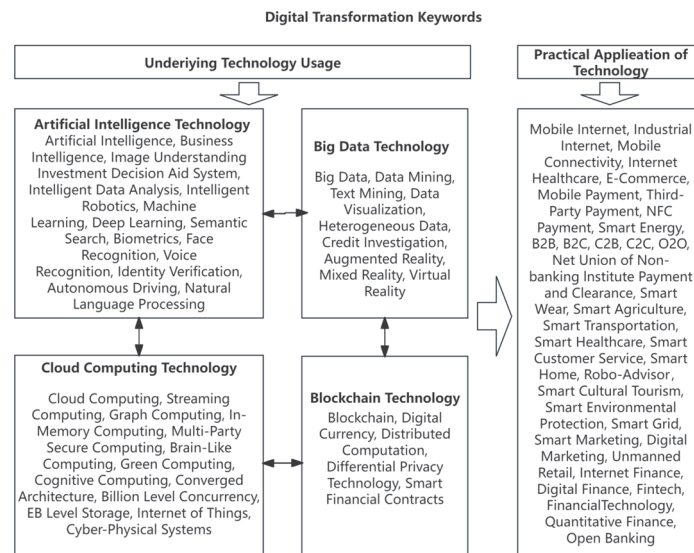 Digital Transformation Keywords
Underiying Technology Usage
Artificial Intelligence Technology
Artificial Intelligence, Business
Intelligence, Image Understanding
Investment Decision Aid System,
Intelligent Data Analysis, Intelligent
Robotics, Machine
Learning, Deep Learning, Semantic
Search, Biometrics, Face
Recognition, Voice
Recognition, Identity Verification,
Autonomous Driving, Natural
Language Processing
Big Data Technology
Big Data, Data Mining,
Text Mining, Data
Visualization,
Heterogeneous Data,
Credit Investigation,
Augmented Reality,
Mixed Reality, Virtual
Reality
Cloud Computing Technology
Cloud Computing, Streaming
Computing, Graph Computing, In-
Memory Computing, Multi-Party
Secure Computing, Brain-Like
Computing, Green Computing,
Cognitive Computing, Converged
Architecture, Billion Level Concurrency,
EB Level Storage, Internet of Things,
Cyber-Physical Systems
Blockchain Technology
Blockchain, Digital
Currency, Distributed
Computation,
Differential Privacy
Technology, Smart
Financial Contracts
Practical Applieation of
Technology
Mobile Internet, Industrial
Internet, Mobile
Connectivity, Internet
Healthcare, E-Commerce,
Mobile Payment, Third-
Party Payment, NFC
Payment, Smart Energy,
B2B, B2C, C2B, C2C, O2O,
Net Union of Non-
banking Institute Payment
and Clearance, Smart
Wear, Smart Agriculture,
Smart Transportation,
Smart Healthcare, Smart
Customer Service, Smart
Home, Robo-Advisor,
Smart Cultural Tourism,
Smart Environmental
Protection, Smart Grid,
Smart Marketing, Digital
Marketing, Unmanned
Retail, Internet Finance,
Digital Finance, Fintech,
FinancialTechnology,
Quantitative Finance,
Open Banking